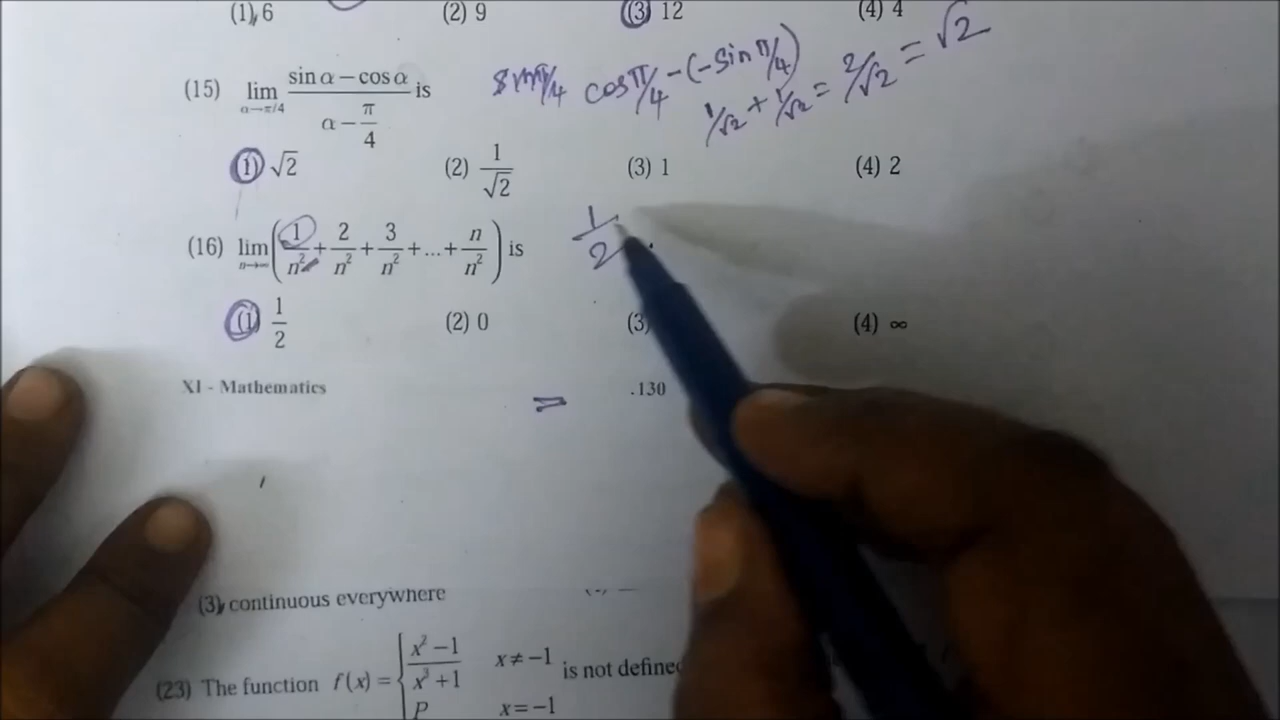 (1) 6 (2) 9 (3) 12 (4) 4
(15) lim α→π/4 (sin α − cos α)/(α − π/4) is
cos π/4 − (−sin π/4)
1/√2 + 1/√2 = 2/√2 = √2
(1) √2 (2) 1/√2 (3) 1 (4) 2
(16) lim n→∞ (1/n² + 2/n² + 3/n² + ... + n/n²) is 1/2
(1) 1/2 (2) 0 (3) (4) ∞
XI - Mathematics 130
=
(3) continuous everywhere
(23) The function f(x) = { (x² − 1)/(x³ + 1) x ≠ −1 is not defined
P x = −1